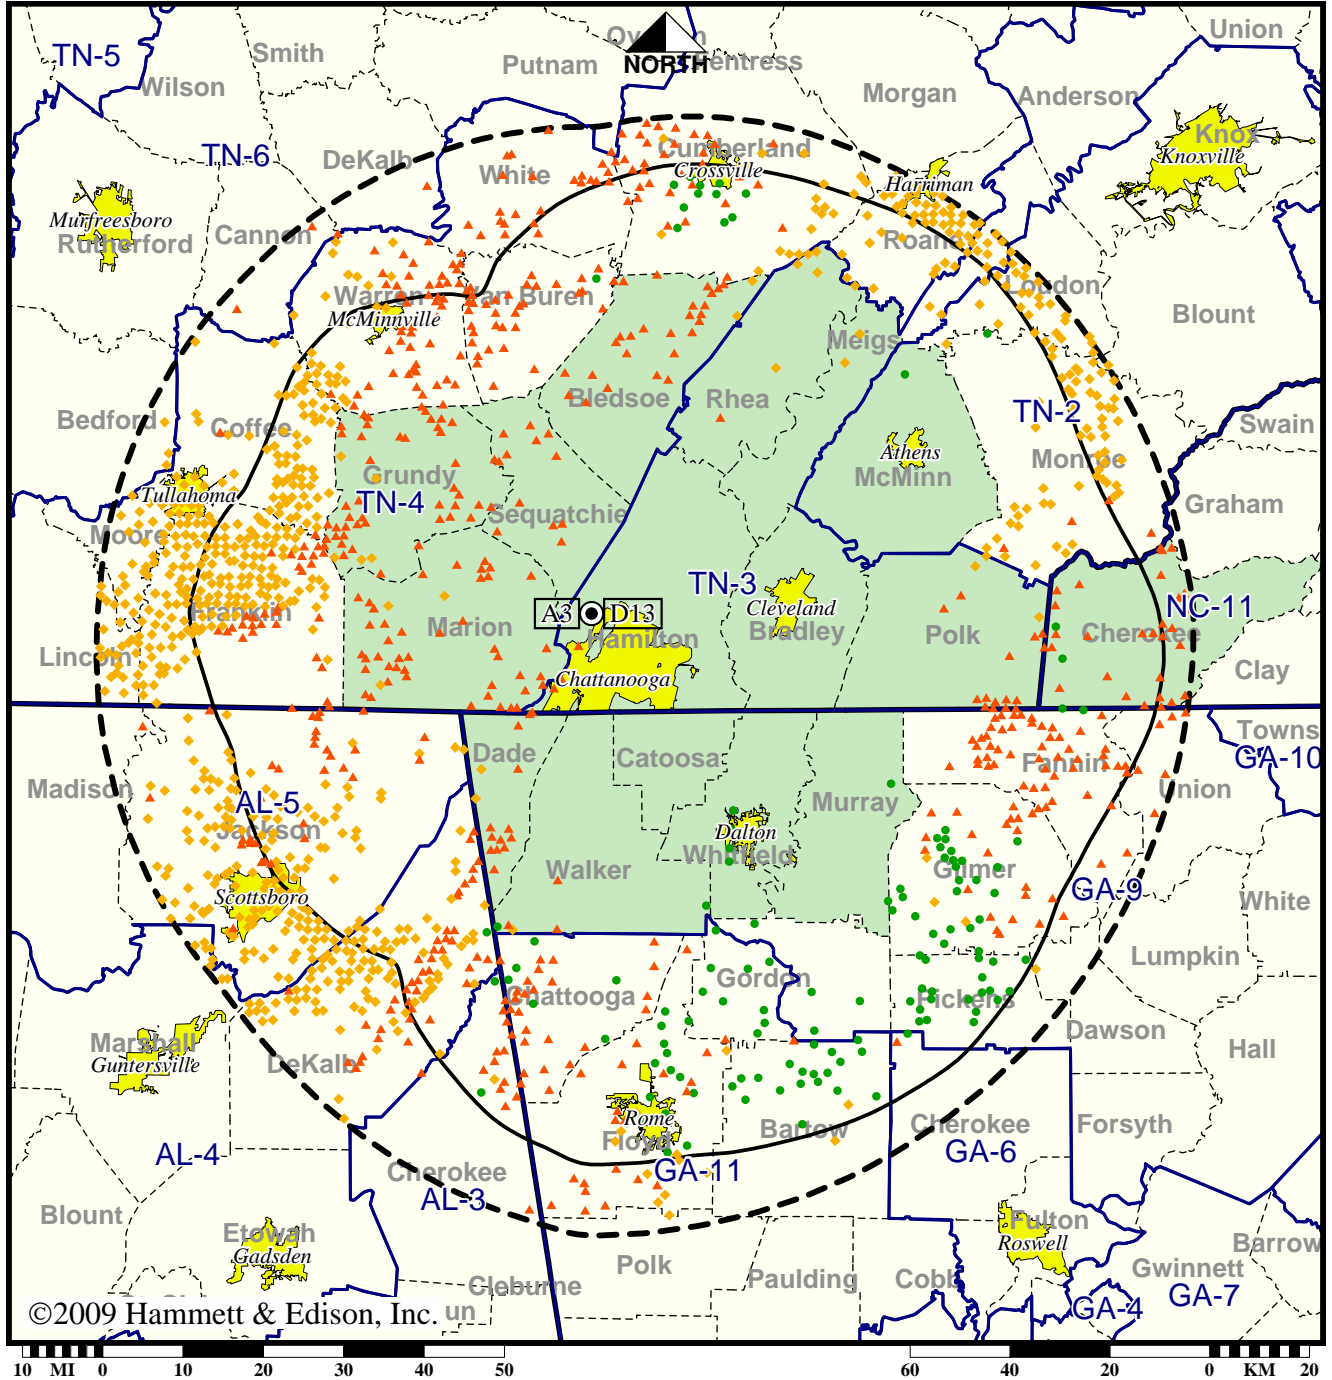 Union
TN-5
Smith
Putnam
NORTH
Fentress
Wilson
Morgan
Anderson
Knox
Knoxville
TN-6
DeKalb
White
Cumberland
Crossville
Harriman
Murfreesboro
Rutherford
Cannon
Roane
Warren
Van Buren
Loudon
McMinnville
Blount
Meigs
Bedford
Coffee
Bledsoe
Rhea
TN-2
Swain
Athens
McMinn
Monroe
Tullahoma
Grundy
TN-4
Sequatchie
Graham
Moore
TN-3
Cleveland
NC-11
A3
D13
Franklin
Marion
Hamilton
Bradley
Polk
Cherokee
Lincoln
Chattanooga
Clay
Dade
Catoosa
Towns
GA-10
Fannin
Madison
AL-5
Jackson
Murray
Union
Dalton
Whitfield
Walker
Gilmer
GA-9
Scottsboro
White
Lumpkin
Chattooga
Gordon
Pickens
Marshall
Guntersville
DeKalb
Dawson
Hall
Rome
Floyd
Bartow
Cherokee
Forsyth
AL-4
GA-6
Cherokee
AL-3
GA-11
Blount
Etowah
Gadsden
Fulton
Roswell
Barrow
Polk
Paulding
Cobb
Gwinnett
Cleburne
GA-4
GA-7
©2009 Hammett & Edison, Inc.
un
10 MI 0 10 20 30 40 50
60 40 20 0 KM 20